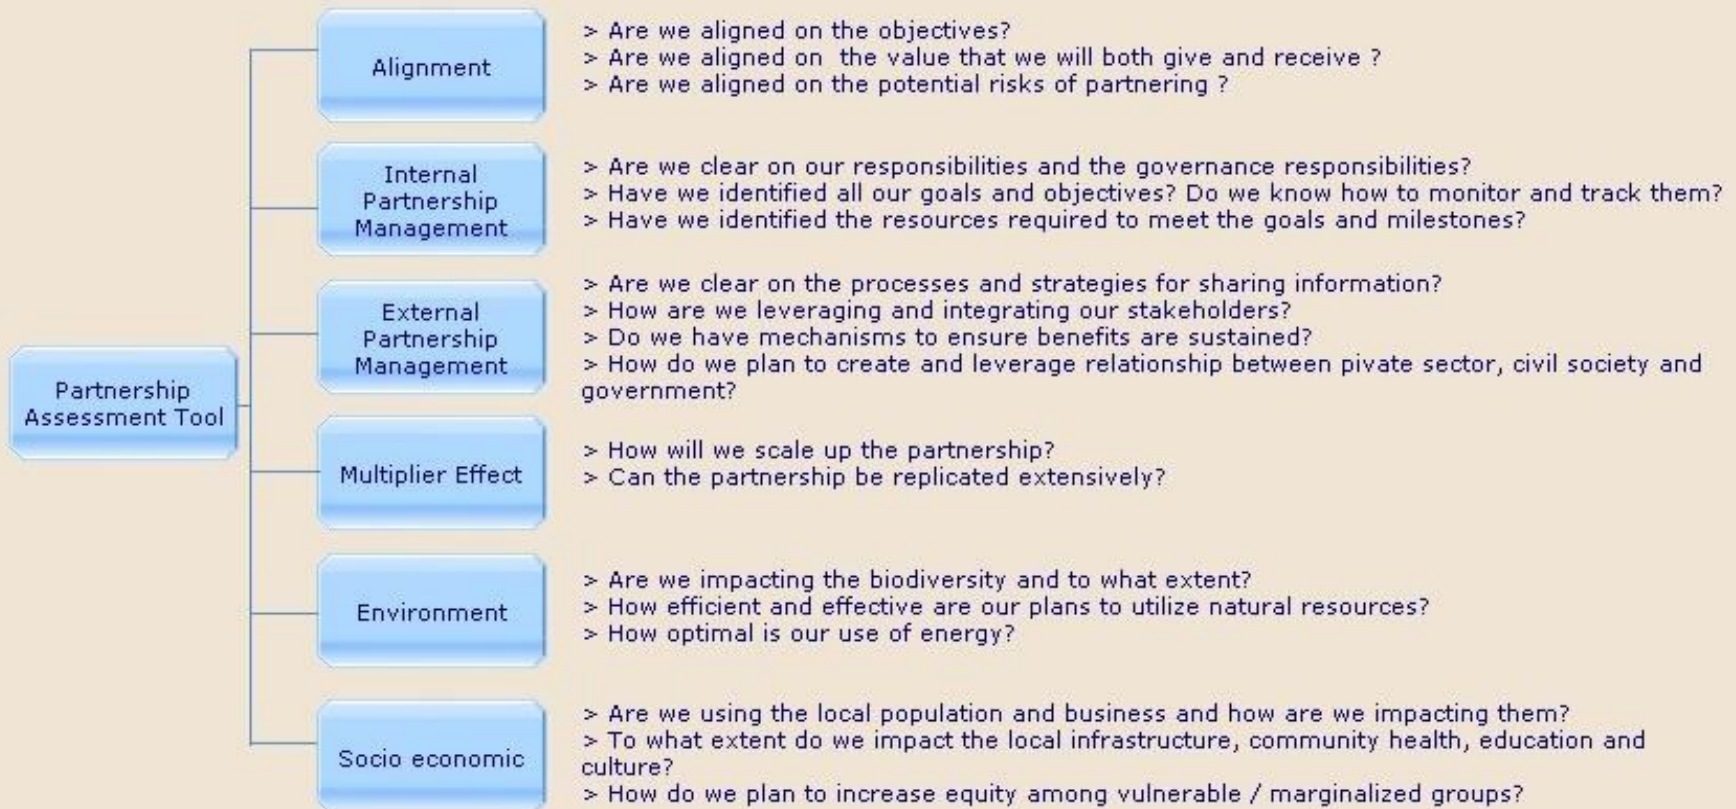 Alignment
> Are we aligned on the objectives?
> Are we aligned on  the value that we will both give and receive ?
> Are we aligned on the potential risks of partnering ?
Internal
Partnership
Management
> Are we clear on our responsibilities and the governance responsibilities?
> Have we identified all our goals and objectives? Do we know how to monitor and track them?
> Have we identified the resources required to meet the goals and milestones?
External
Partnership
Management
> Are we clear on the processes and strategies for sharing information?
> How are we leveraging and integrating our stakeholders?
> Do we have mechanisms to ensure benefits are sustained?
> How do we plan to create and leverage relationship between pivate sector, civil society and
government?
Partnership
Assessment Tool
Multiplier Effect
> How will we scale up the partnership?
> Can the partnership be replicated extensively?
Environment
> Are we impacting the biodiversity and to what extent?
> How efficient and effective are our plans to utilize natural resources?
> How optimal is our use of energy?
Socio economic
> Are we using the local population and business and how are we impacting them?
> To what extent do we impact the local infrastructure, community health, education and
culture?
> How do we plan to increase equity among vulnerable / marginalized groups?